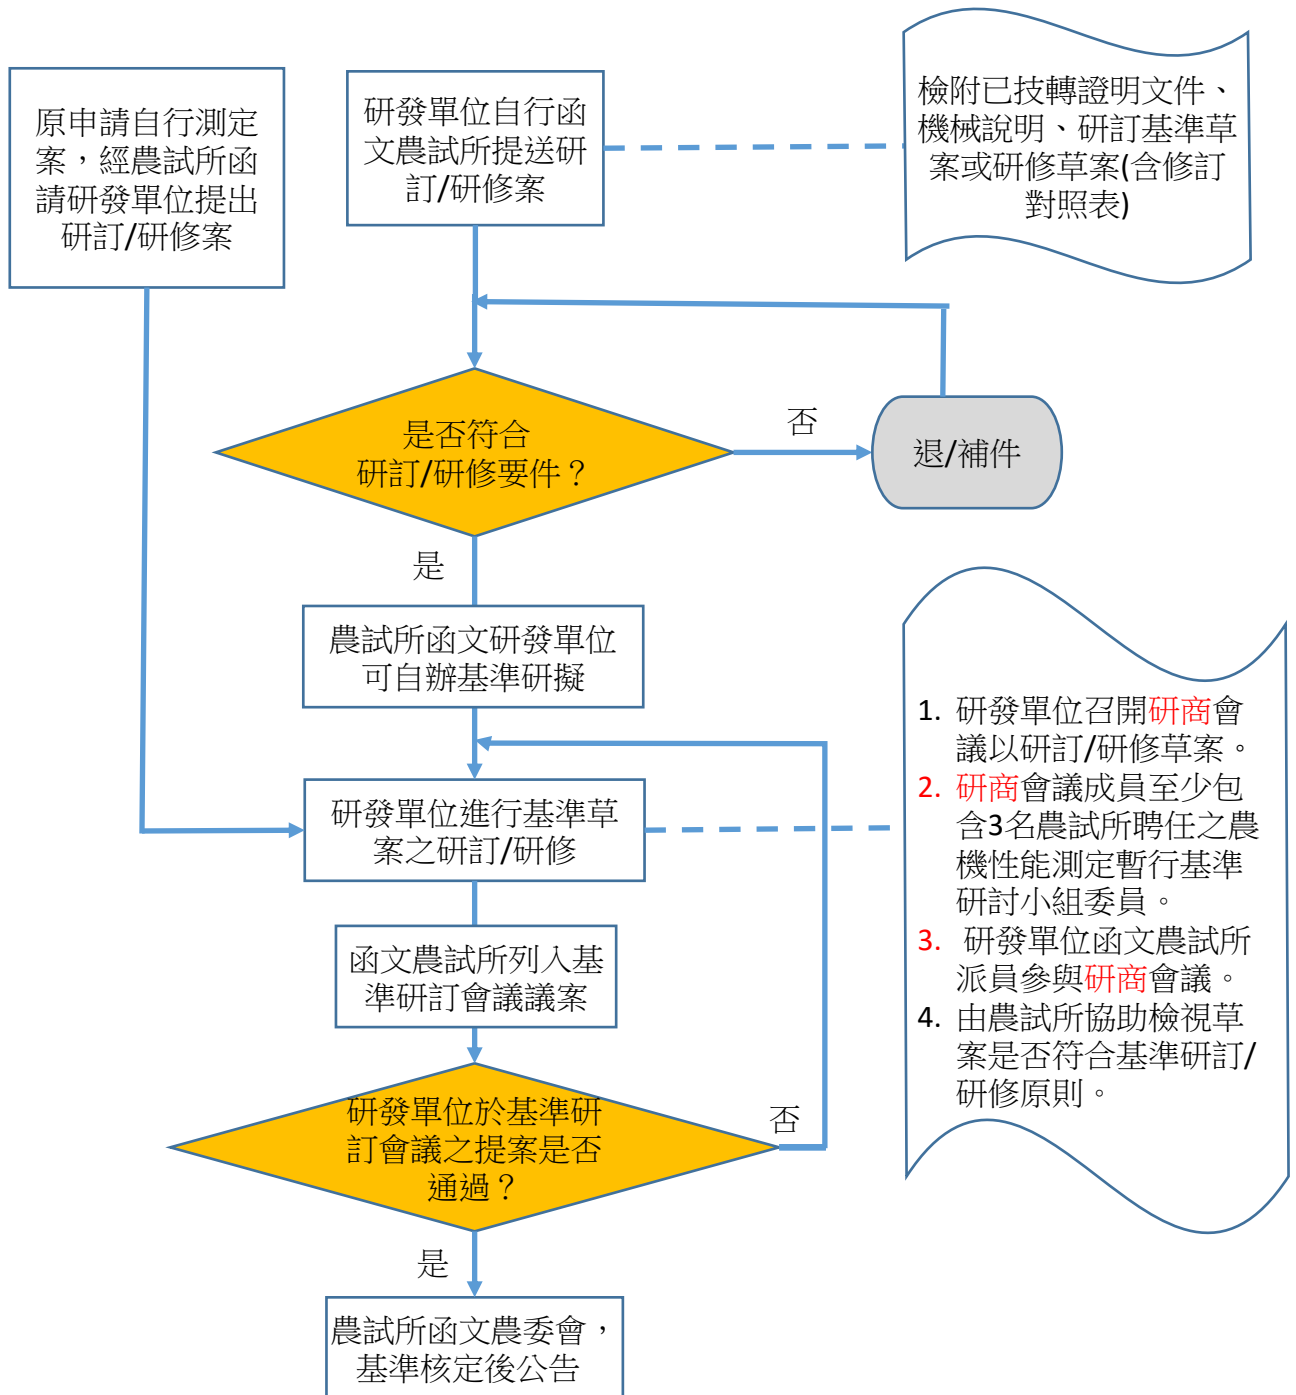 原申請自行測定
案，經農試所函
請研發單位提出
研訂/研修案
研發單位自行函
文農試所提送研
訂/研修案
檢附已技轉證明文件、
機械說明、研訂基準草
案或研修草案(含修訂
對照表)
是否符合
研訂/研修要件？
否
退/補件
是
農試所函文研發單位
可自辦基準研擬
研發單位進行基準草
案之研訂/研修
1. 研發單位召開研商會
議以研訂/研修草案。
2. 研商會議成員至少包
含3名農試所聘任之農
機性能測定暫行基準
研討小組委員。
3. 研發單位函文農試所
派員參與研商會議。
4. 由農試所協助檢視草
案是否符合基準研訂/
研修原則。
函文農試所列入基
準研訂會議議案
研發單位於基準研
訂會議之提案是否
通過？
否
是
農試所函文農委會，
基準核定後公告